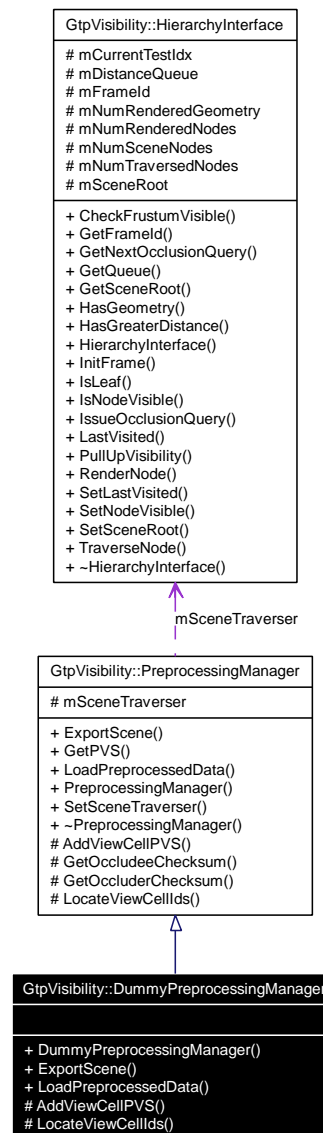 GtpVisibility::HierarchyInterface
# mCurrentTestIdx
# mDistanceQueue
# mFrameId
# mNumRenderedGeometry
# mNumRenderedNodes
# mNumSceneNodes
# mNumTraversedNodes
# mSceneRoot
+ CheckFrustumVisible()
+ GetFrameId()
+ GetNextOcclusionQuery()
+ GetQueue()
+ GetSceneRoot()
+ HasGeometry()
+ HasGreaterDistance()
+ HierarchyInterface()
+ InitFrame()
+ IsLeaf()
+ IsNodeVisible()
+ IssueOcclusionQuery()
+ LastVisited()
+ PullUpVisibility()
+ RenderNode()
+ SetLastVisited()
+ SetNodeVisible()
+ SetSceneRoot()
+ TraverseNode()
+ ~HierarchyInterface()
mSceneTraverser
GtpVisibility::PreprocessingManager
# mSceneTraverser
+ ExportScene()
+ GetPVS()
+ LoadPreprocessedData()
+ PreprocessingManager()
+ SetSceneTraverser()
+ ~PreprocessingManager()
# AddViewCellPVS()
# GetOccludeeChecksum()
# GetOccluderChecksum()
# LocateViewCellIds()
GtpVisibility::DummyPreprocessingManager
+ DummyPreprocessingManager()
+ ExportScene()
+ LoadPreprocessedData()
# AddViewCellPVS()
# LocateViewCellIds()